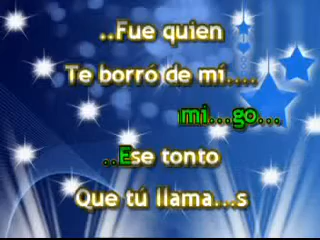 ..Fue quien
Te borró de mí....
mi...go...
..Ese tonto
Que tú llama...s